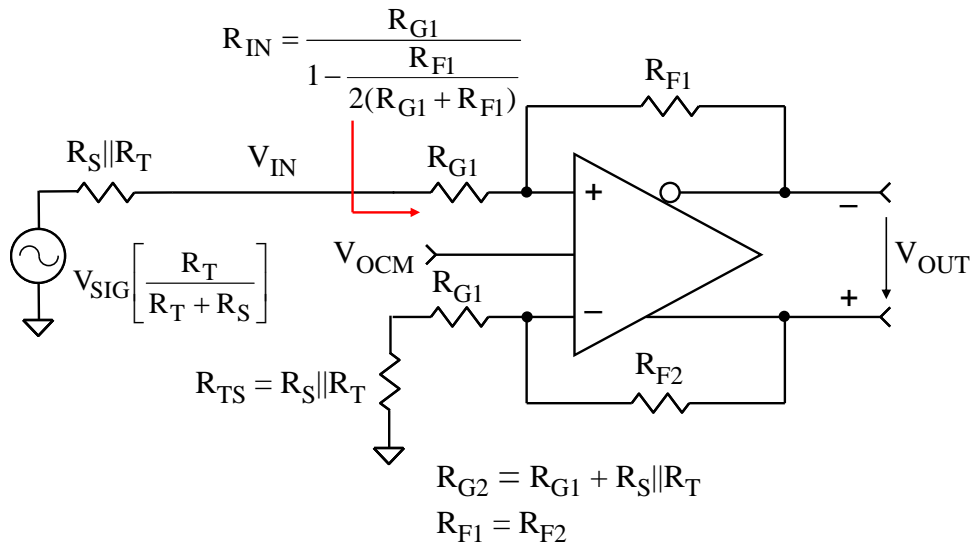 R_IN = R_G1 / (1 − R_F1 / 2(R_G1 + R_F1))
R_F1
R_S||R_T
V_IN
R_G1
+
−
V_SIG[R_T / (R_T + R_S)]
V_OCM
V_OUT
R_G1
−
+
R_TS = R_S||R_T
R_F2
R_G2 = R_G1 + R_S||R_T
R_F1 = R_F2